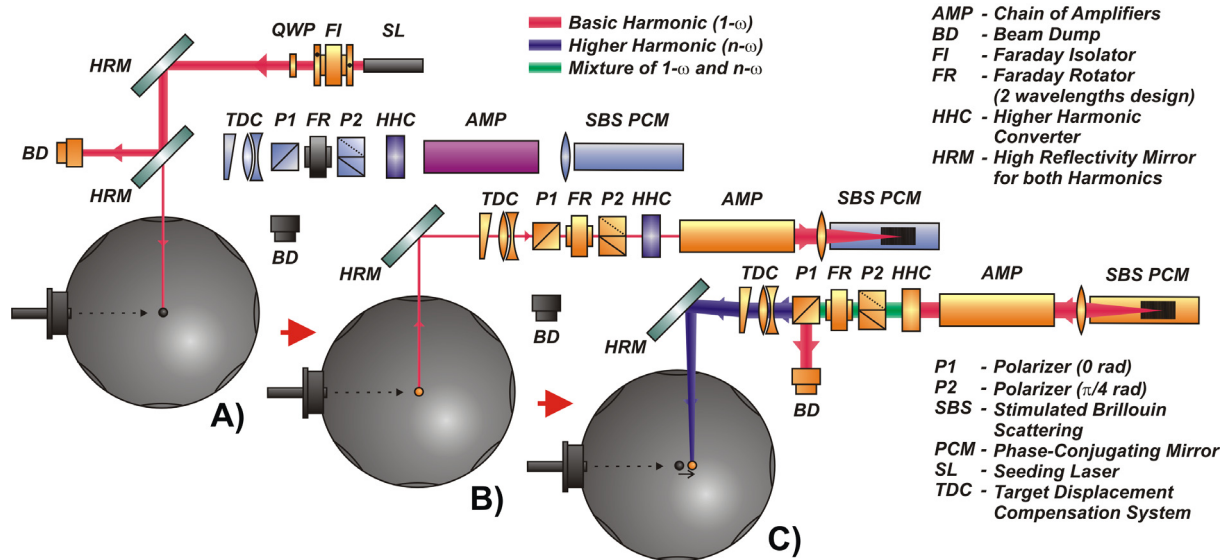 QWP FI SL
HRM
BD
HRM
Basic Harmonic (1-ω)
Higher Harmonic (n-ω)
Mixture of 1-ω and n-ω
AMP - Chain of Amplifiers
BD - Beam Dump
FI - Faraday Isolator
FR - Faraday Rotator
(2 wavelengths design)
HHC - Higher Harmonic
Converter
HRM - High Reflectivity Mirror
for both Harmonics
TDC P1 FR P2 HHC AMP SBS PCM
BD
A)
TDC P1 FR P2 HHC AMP SBS PCM
HRM
BD
B)
TDC P1 FR P2 HHC AMP SBS PCM
HRM
BD
C)
P1 - Polarizer (0 rad)
P2 - Polarizer (π/4 rad)
SBS - Stimulated Brillouin
Scattering
PCM - Phase-Conjugating Mirror
SL - Seeding Laser
TDC - Target Displacement
Compensation System